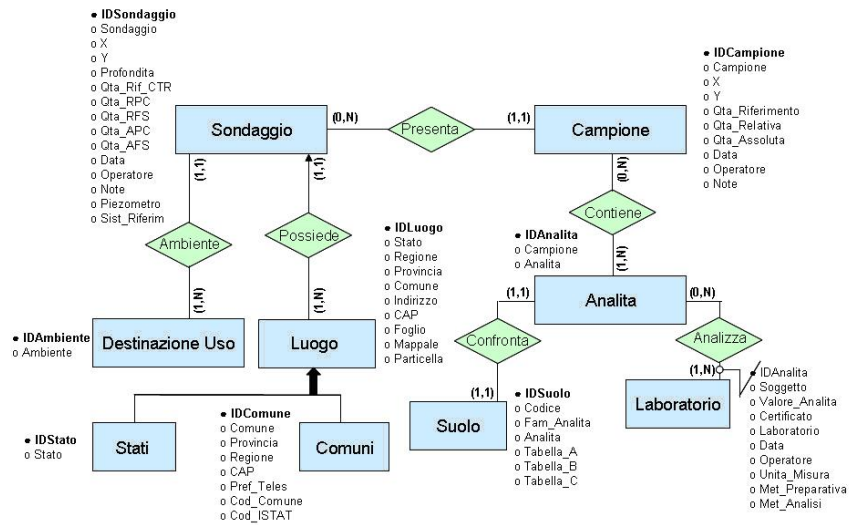 ● IDSondaggio
o Sondaggio
o X
o Y
o Profondita
o Qta_Rif_CTR
o Qta_RPC
o Qta_RFS
o Qta_APC
o Qta_AFS
o Data
o Operatore
o Note
o Piezometro
o Sist_Riferim
Sondaggio
(0,N)
Presenta
(1,1)
Campione
● IDCampione
o Campione
o X
o Y
o Qta_Riferimento
o Qta_Relativa
o Qta_Assoluta
o Data
o Operatore
o Note
(1,1)
(1,1)
(0,N)
Ambiente
Possiede
Contiene
(1,N)
(1,N)
(1,N)
● IDLuogo
o Stato
o Regione
o Provincia
o Comune
o Indirizzo
o CAP
o Foglio
o Mappale
o Particella
● IDAnalita
o Campione
o Analita
(1,1)
Analita
(0,N)
● IDAmbiente
o Ambiente
Destinazione Uso
Luogo
Confronta
Analizza
(1,1)
(1,N)
● IDStato
o Stato
Stati
● IDComune
o Comune
o Provincia
o Regione
o CAP
o Pref_Teles
o Cod_Comune
o Cod_ISTAT
Comuni
Suolo
● IDSuolo
o Codice
o Fam_Analita
o Analita
o Tabella_A
o Tabella_B
o Tabella_C
Laboratorio
● IDAnalita
o Soggetto
o Valore_Analita
o Certificato
o Laboratorio
o Data
o Operatore
o Unita_Misura
o Met_Preparativa
o Met_Analisi